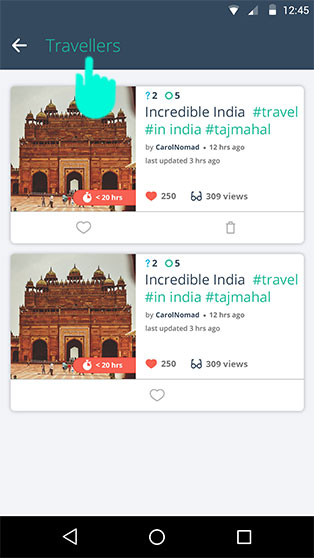 12:45
Travellers
?2 5
Incredible India #travel
#in india #tajmahal
by CarolNomad • 12 hrs ago
last updated 3 hrs ago
< 20 hrs
250 309 views
?2 5
Incredible India #travel
#in india #tajmahal
by CarolNomad • 12 hrs ago
last updated 3 hrs ago
< 20 hrs
250 309 views